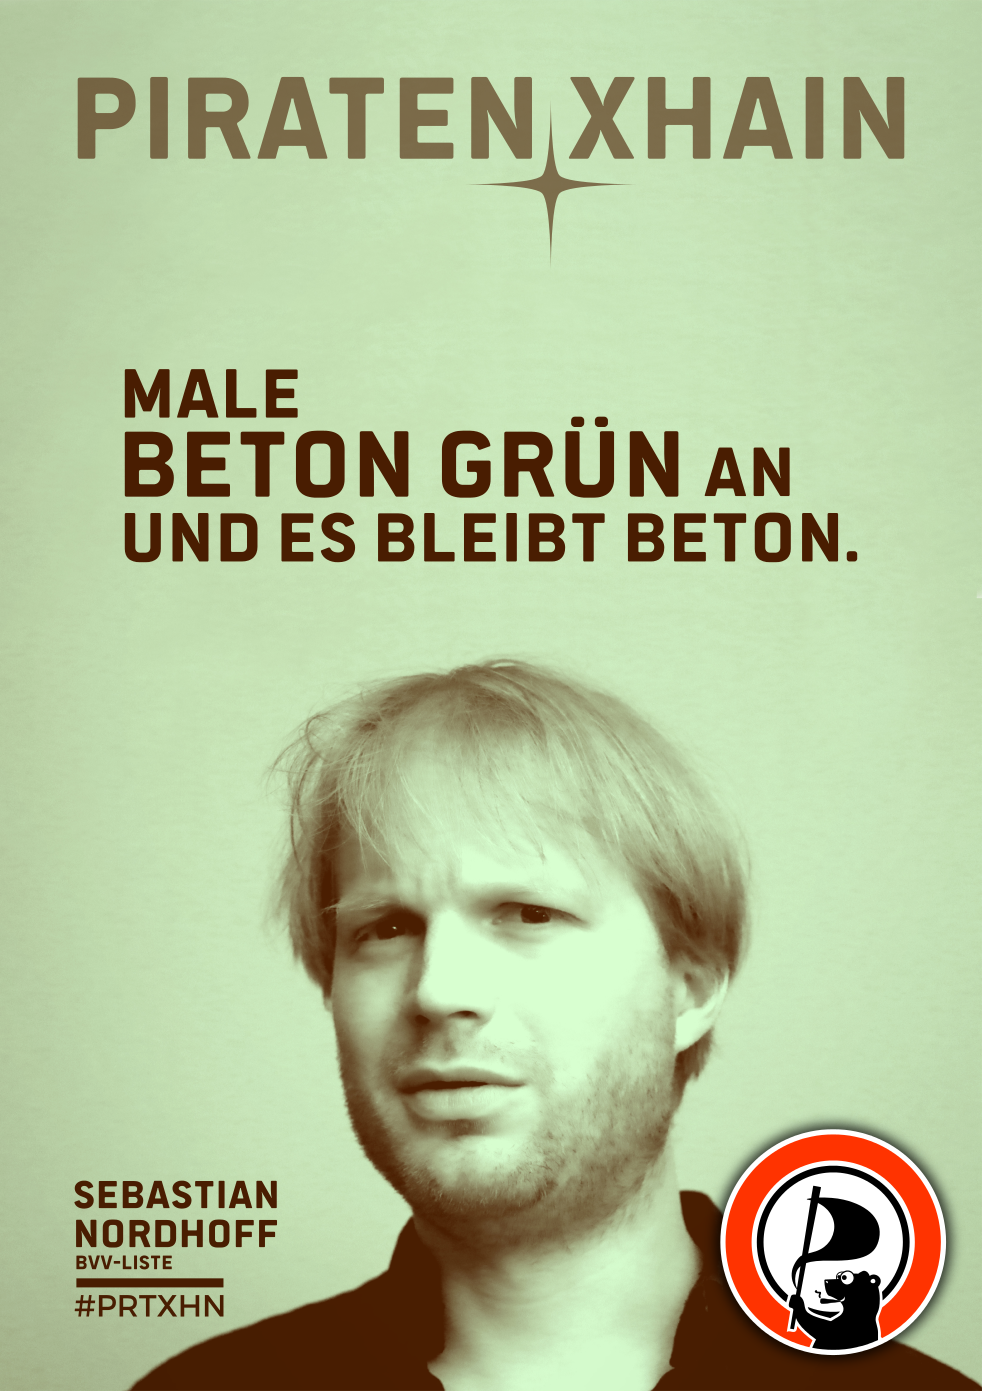 PIRATEN XHAIN
MALE
BETON GRÜN AN
UND ES BLEIBT BETON.
SEBASTIAN
NORDHOFF
BVV-LISTE
#PRTXHN